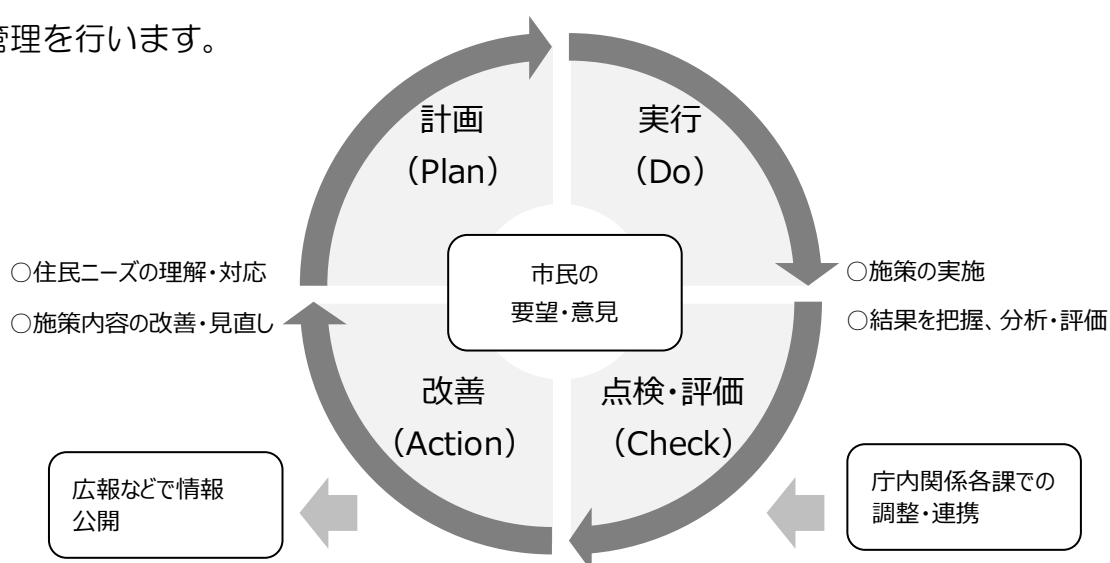 管理を行います。
計画
（Plan）
実行
（Do）
○住民ニーズの理解・対応
○施策内容の改善・見直し
市民の
要望・意見
○施策の実施
○結果を把握、分析・評価
改善
（Action）
点検・評価
（Check）
広報などで情報
公開
庁内関係各課での
調整・連携